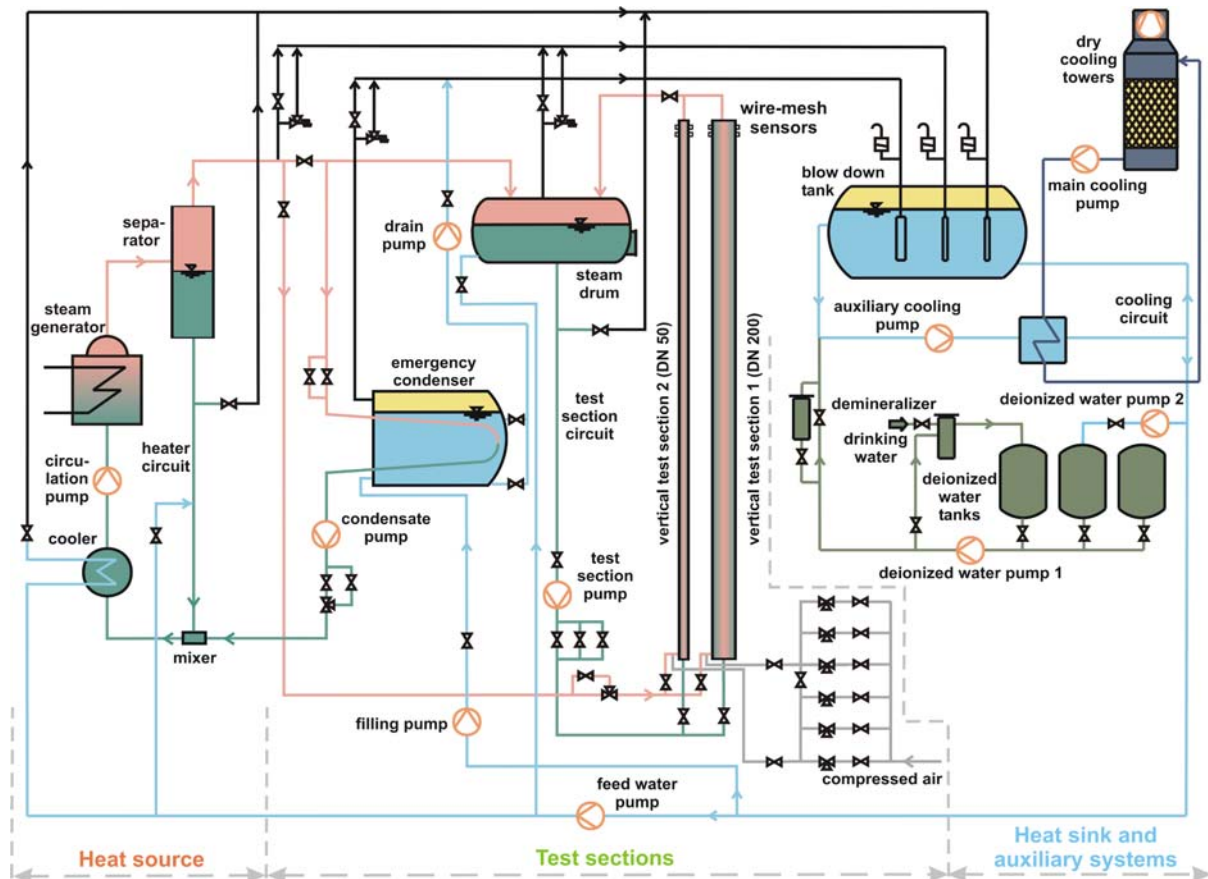 dry
cooling
towers
wire-mesh
sensors
blow down
tank
main cooling
pump
sepa-
rator
drain
pump
steam
drum
steam
generator
auxiliary cooling
pump
cooling
circuit
emergency
condenser
test
section
circuit
vertical test section 2 (DN 50)
vertical test section 1 (DN 200)
demineralizer
drinking
water
deionized water pump 2
heater
circuit
circu-
lation
pump
deionized
water
tanks
condensate
pump
cooler
test
section
pump
deionized water pump 1
mixer
filling pump
compressed air
feed water
pump
Heat source
Test sections
Heat sink and
auxiliary systems